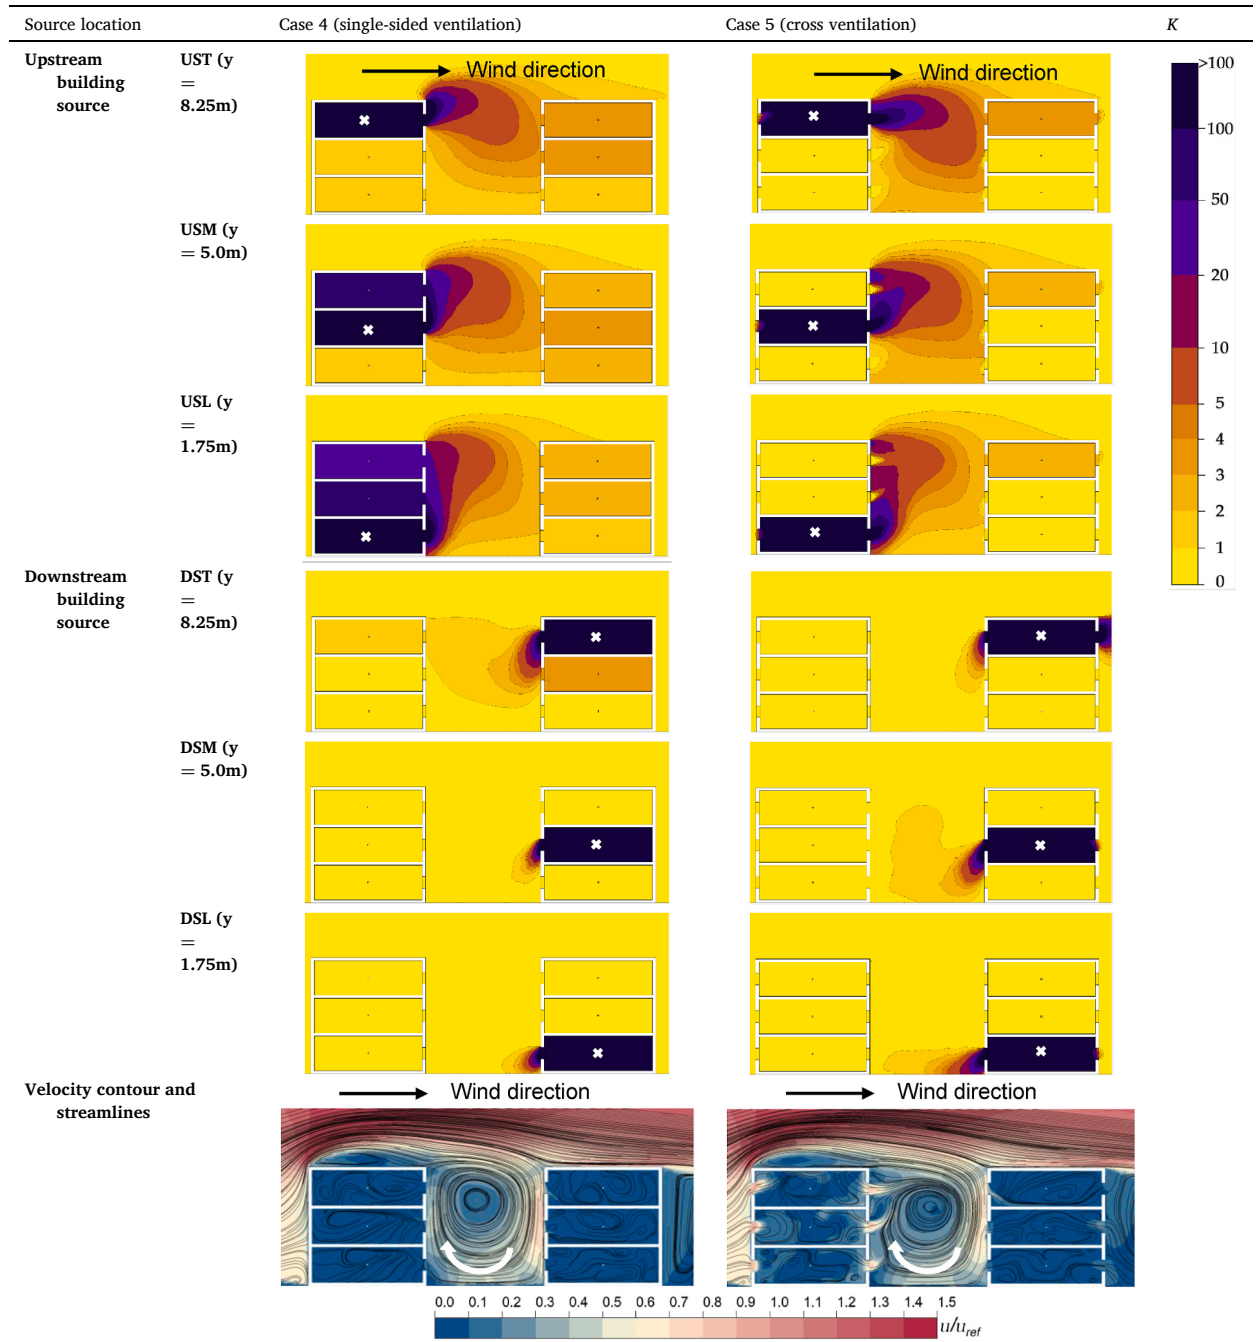 Source location Case 4 (single-sided ventilation) Case 5 (cross ventilation) K
Upstream UST (y
building =
source 8.25m)
Wind direction Wind direction
>100
100
50
20
10
5
4
3
2
1
0
USM (y
= 5.0m)
USL (y
=
1.75m)
Downstream DST (y
building =
source 8.25m)
DSM (y
= 5.0m)
DSL (y
=
1.75m)
Velocity contour and
streamlines
Wind direction Wind direction
0.0 0.1 0.2 0.3 0.4 0.5 0.6 0.7 0.8 0.9 1.0 1.2 1.3 1.4 1.5
u/uref